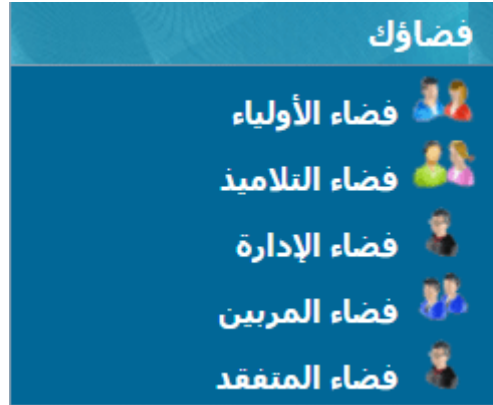 فضاؤك
فضاء الأولياء
فضاء التلاميذ
فضاء الإدارة
فضاء المربين
فضاء المتفقد